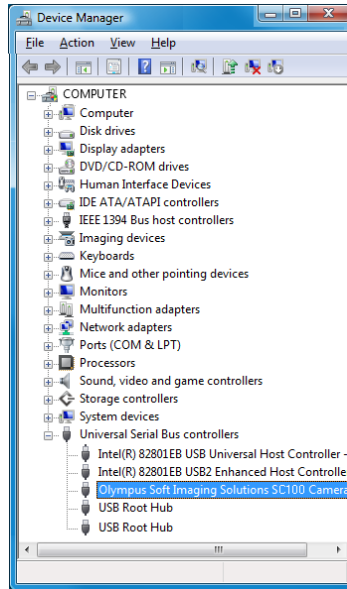 Device Manager
File Action View Help
COMPUTER
Computer
Disk drives
Display adapters
DVD/CD-ROM drives
Human Interface Devices
IDE ATA/ATAPI controllers
IEEE 1394 Bus host controllers
Imaging devices
Keyboards
Mice and other pointing devices
Monitors
Multifunction adapters
Network adapters
Ports (COM & LPT)
Processors
Sound, video and game controllers
Storage controllers
System devices
Universal Serial Bus controllers
Intel(R) 82801EB USB Universal Host Controller -
Intel(R) 82801EB USB2 Enhanced Host Controlle
Olympus Soft Imaging Solutions SC100 Camera
USB Root Hub
USB Root Hub